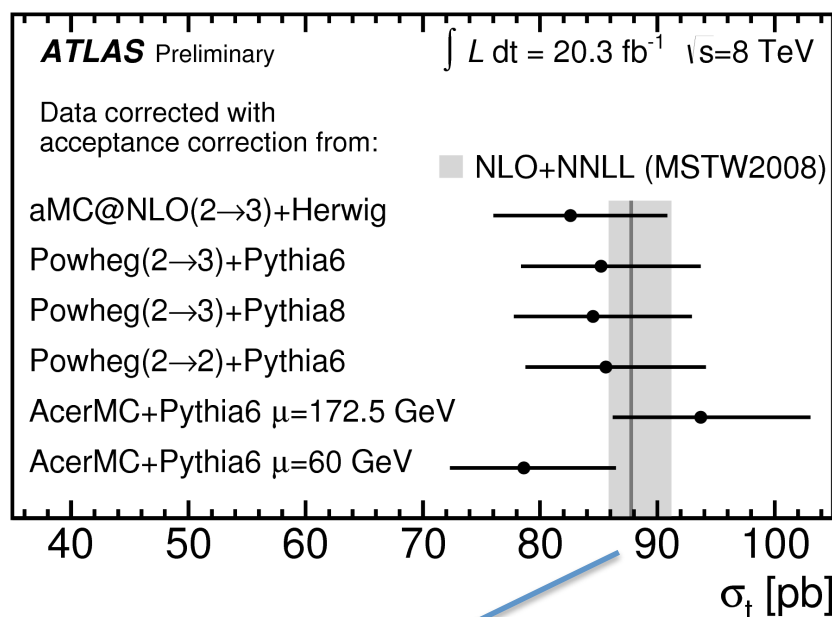 ATLAS Preliminary ∫ L dt = 20.3 fb⁻¹ √s=8 TeV
Data corrected with
acceptance correction from:
NLO+NNLL (MSTW2008)
aMC@NLO(2→3)+Herwig
Powheg(2→3)+Pythia6
Powheg(2→3)+Pythia8
Powheg(2→2)+Pythia6
AcerMC+Pythia6 μ=172.5 GeV
AcerMC+Pythia6 μ=60 GeV
40 50 60 70 80 90 100
σt [pb]